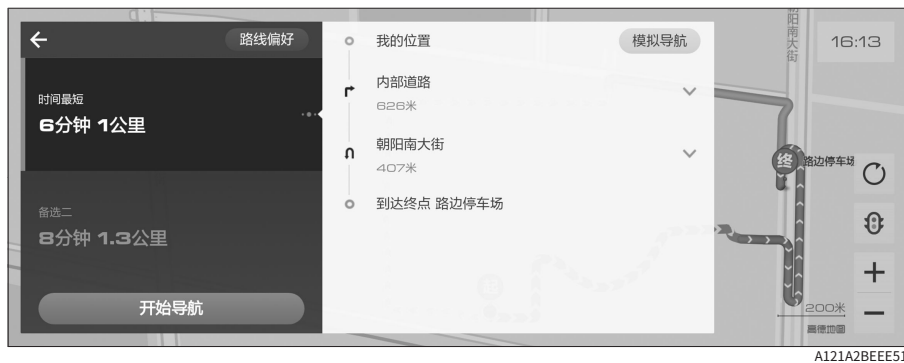 路线偏好
时间最短
6分钟 1公里
备选二
8分钟 1.3公里
开始导航
我的位置
模拟导航
内部道路
626米
朝阳南大街
407米
到达终点 路边停车场
朝阳南大街
16:13
终
路边停车场
200米
高德地图
A121A2BEEE51